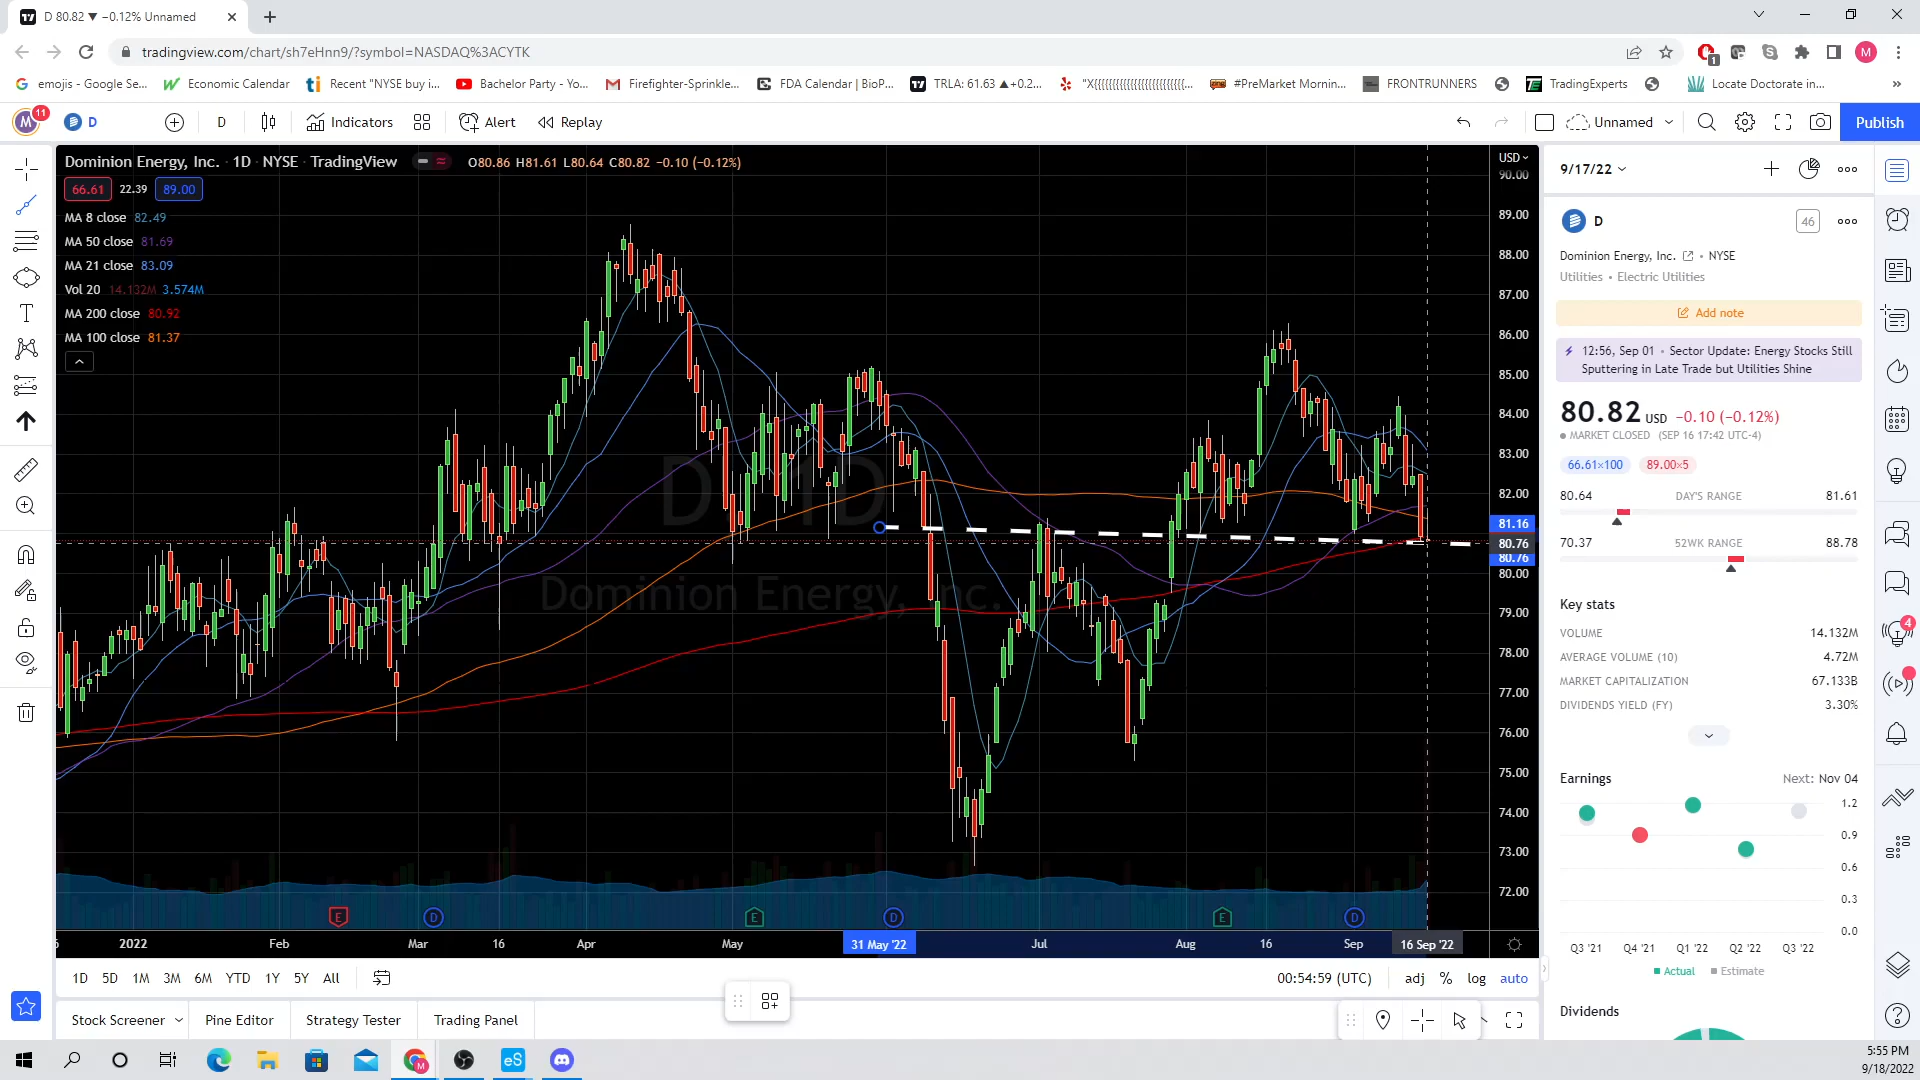 D 80.82 ▼ −0.12% Unnamed
tradingview.com/chart/sh7eHnn9/?symbol=NASDAQ%3ACYTK
emojis - Google Se... Economic Calendar Recent "NYSE buy i... Bachelor Party - Yo... Firefighter-Sprinkle... FDA Calendar | BioP... TRLA: 61.63 ▲+0.2... #PreMarket Mornin... FRONTRUNNERS TradingExperts Locate Doctorate in... »
M 11 D D Indicators Alert Replay Unnamed Publish
Dominion Energy, Inc. · 1D · NYSE · TradingView O80.86 H81.61 L80.64 C80.82 −0.10 (−0.12%)
66.61 22.39 89.00
MA 8 close 82.49
MA 50 close 81.69
MA 21 close 83.09
Vol 20 14.132M 3.574M
MA 200 close 80.92
MA 100 close 81.37
D, 1D
Dominion Energy, Inc.
USD
90.00
89.00
88.00
87.00
86.00
85.00
84.00
83.00
82.00
81.16
80.76
80.76
80.00
79.00
78.00
77.00
76.00
75.00
74.00
73.00
72.00
E D E D E D
2022 Feb Mar 16 Apr May 31 May '22 Jul Aug 16 Sep 16 Sep '22
1D 5D 1M 3M 6M YTD 1Y 5Y All 00:54:59 (UTC) adj % log auto
Stock Screener Pine Editor Strategy Tester Trading Panel
9/17/22
D 46
Dominion Energy, Inc. • NYSE
Utilities • Electric Utilities
Add note
12:56, Sep 01 • Sector Update: Energy Stocks Still
Sputtering in Late Trade but Utilities Shine
80.82 USD −0.10 (−0.12%)
MARKET CLOSED (SEP 16 17:42 UTC-4)
66.61×100 89.00×5
80.64 DAY'S RANGE 81.61
70.37 52WK RANGE 88.78
Key stats
VOLUME 14.132M
AVERAGE VOLUME (10) 4.72M
MARKET CAPITALIZATION 67.133B
DIVIDENDS YIELD (FY) 3.30%
Earnings Next: Nov 04
1.2
0.9
0.6
0.3
0.0
Q3 '21 Q4 '21 Q1 '22 Q2 '22 Q3 '22
Actual Estimate
Dividends
4
5:55 PM
9/18/2022